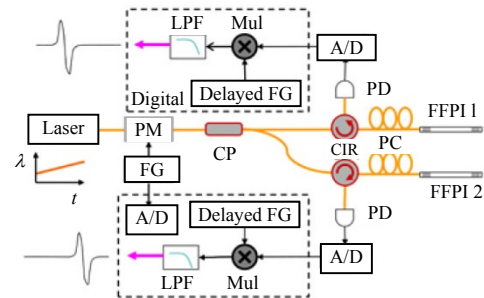 LPF
Mul
A/D
Delayed FG
PD
Digital
Laser
PM
CP
CIR
PC
FFPI 1
λ
t
FG
FFPI 2
A/D
Delayed FG
PD
LPF
Mul
A/D